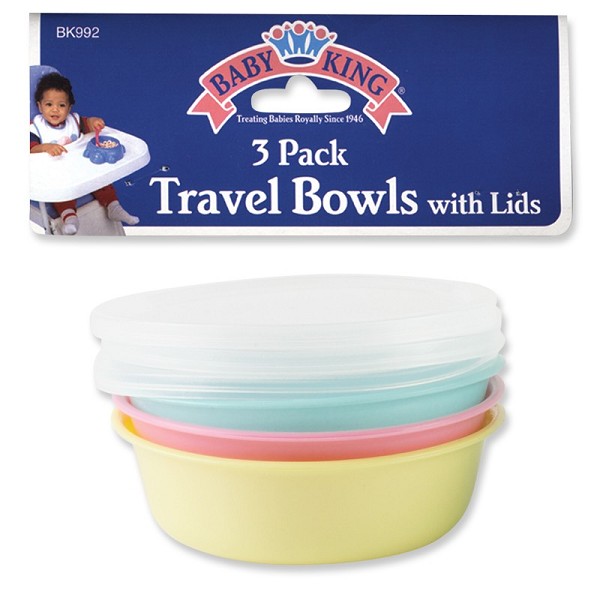 BK992
BABY KING®
Treating Babies Royally Since 1946
3 Pack
Travel Bowls with Lids